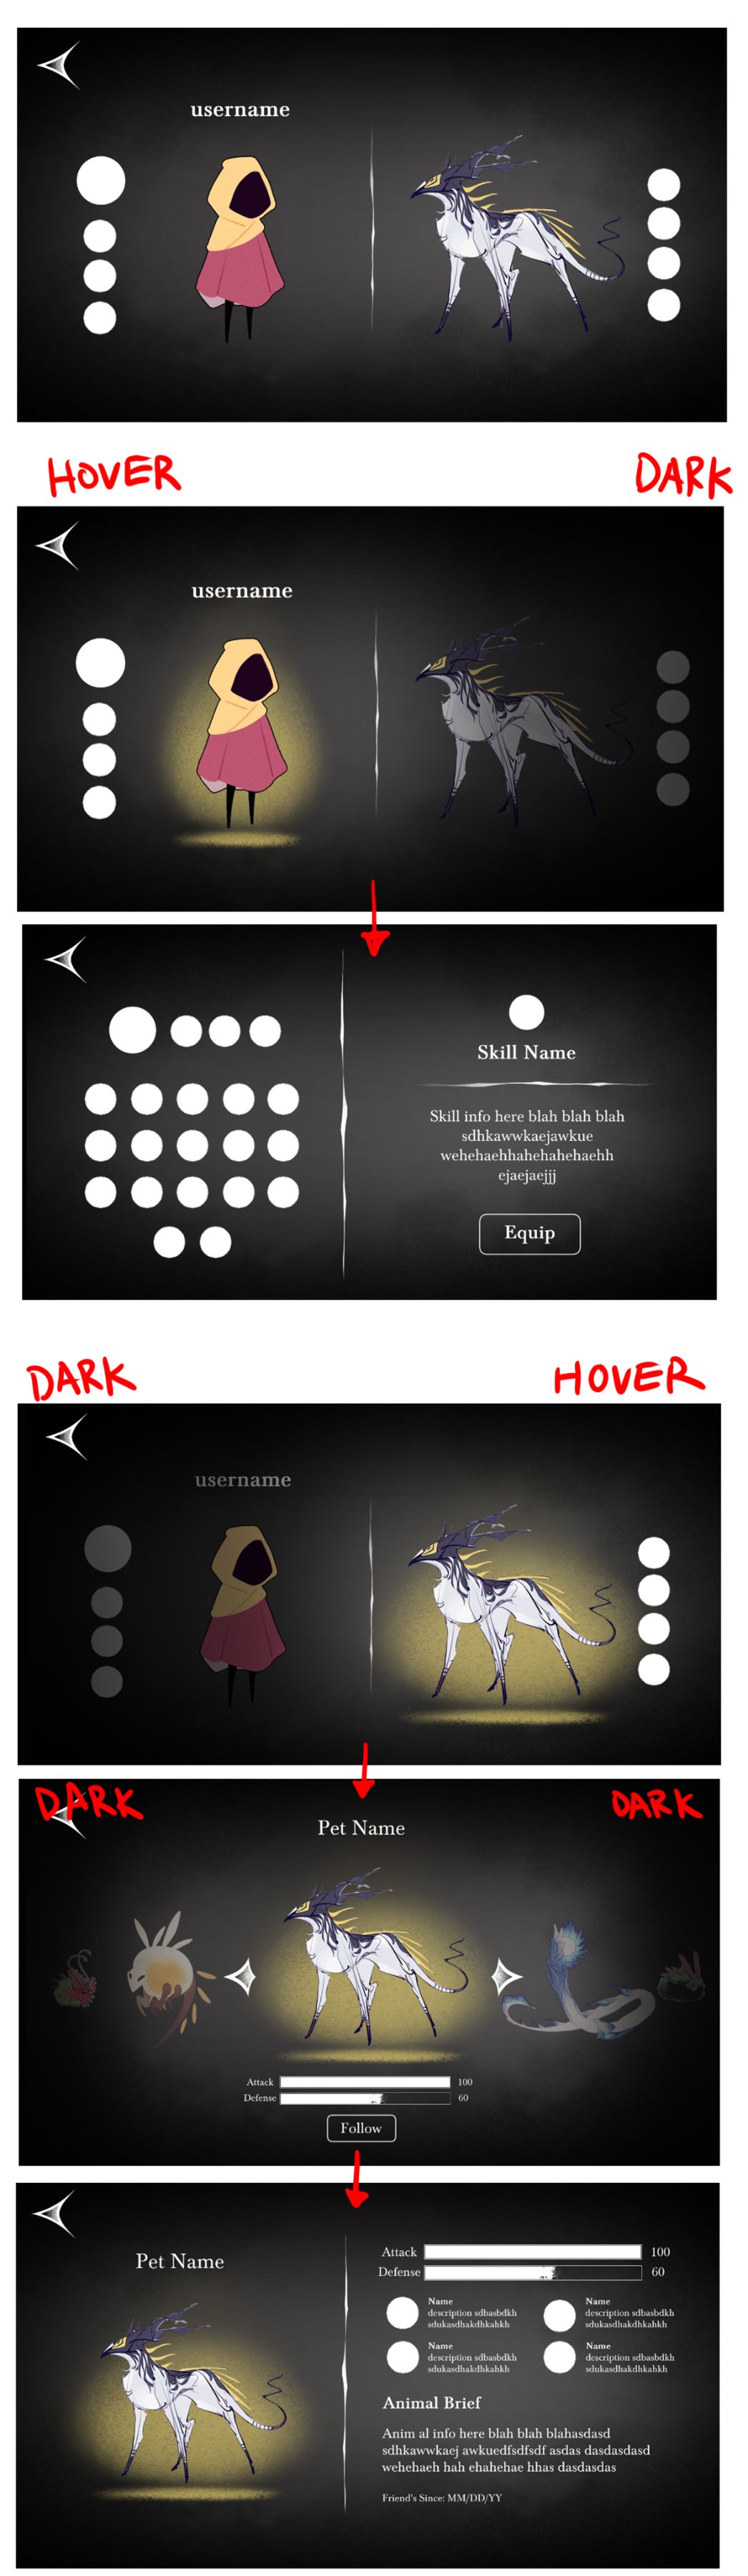 username
HOVER
DARK
username
Skill Name
Skill info here blah blah blah
sdhkawwkaejawkue
wehehaehhahehahehaehh
ejaejaejjj
Equip
DARK
HOVER
username
DARK
DARK
Pet Name
Attack 100
Defense 60
Follow
Pet Name
Attack 100
Defense 60
Name
description sdbasbdkh
sdukasdhakdhkahkh
Name
description sdbasbdkh
sdukasdhakdhkahkh
Name
description sdbasbdkh
sdukasdhakdhkahkh
Name
description sdbasbdkh
sdukasdhakdhkahkh
Animal Brief
Anim al info here blah blah blahasdasd
sdhkawwkaej awkuedfsdfsdf asdas dasdasdasd
wehehaeh hah ehahehae hhas dasdasdas
Friend's Since: MM/DD/YY